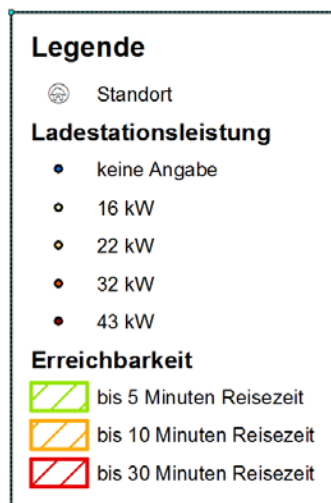 Legende
Standort
Ladestationsleistung
keine Angabe
16 kW
22 kW
32 kW
43 kW
Erreichbarkeit
bis 5 Minuten Reisezeit
bis 10 Minuten Reisezeit
bis 30 Minuten Reisezeit